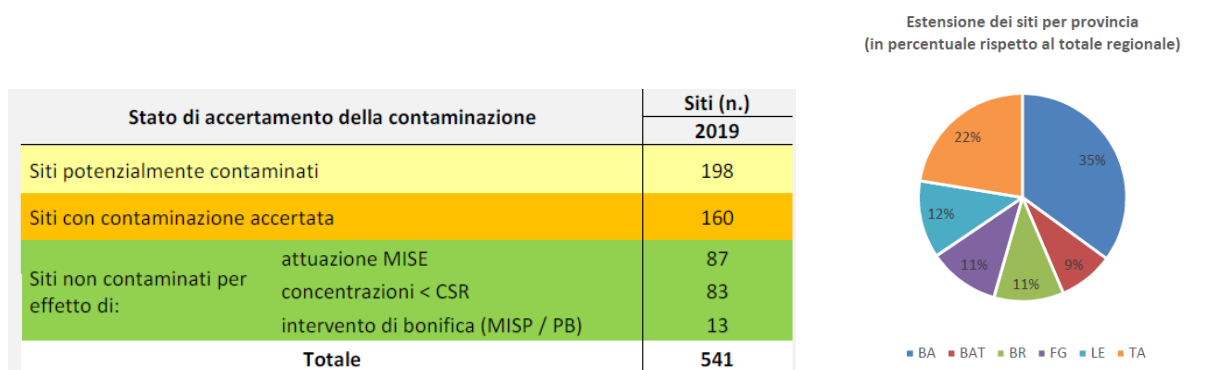 Estensione dei siti per provincia
(in percentuale rispetto al totale regionale)
Stato di accertamento della contaminazione
Siti (n.)
2019
Siti potenzialmente contaminati 198
Siti con contaminazione accertata 160
Siti non contaminati per
effetto di:
attuazione MISE 87
concentrazioni < CSR 83
intervento di bonifica (MISP / PB) 13
Totale 541
22%
35%
12%
11%
11%
9%
BA BAT BR FG LE TA